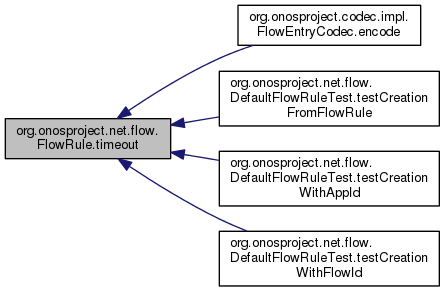 org.onosproject.codec.impl.
FlowEntryCodec.encode
org.onosproject.net.flow.
DefaultFlowRuleTest.testCreation
FromFlowRule
org.onosproject.net.flow.
FlowRule.timeout
org.onosproject.net.flow.
DefaultFlowRuleTest.testCreation
WithAppId
org.onosproject.net.flow.
DefaultFlowRuleTest.testCreation
WithFlowId